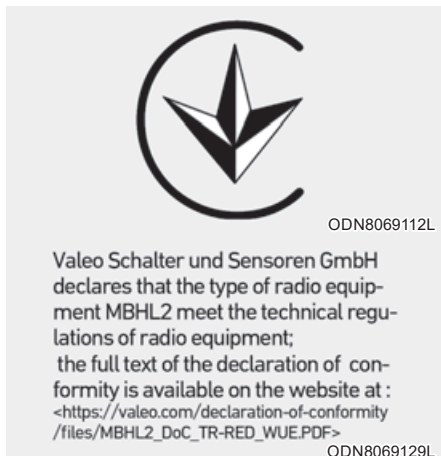 ODN8069112L
Valeo Schalter und Sensoren GmbH
declares that the type of radio equip-
ment MBHL2 meet the technical regu-
lations of radio equipment;
the full text of the declaration of con-
formity is available on the website at :
<https://valeo.com/declaration-of-conformity
/files/MBHL2_DoC_TR-RED_WUE.PDF>
ODN8069129L